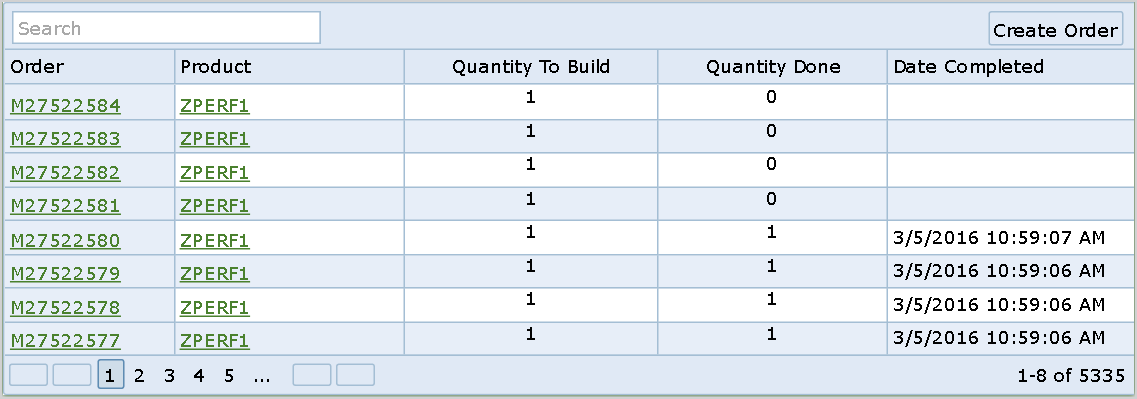 Search
Create Order
Order Product Quantity To Build Quantity Done Date Completed
M27522584 ZPERF1 1 0
M27522583 ZPERF1 1 0
M27522582 ZPERF1 1 0
M27522581 ZPERF1 1 0
M27522580 ZPERF1 1 1 3/5/2016 10:59:07 AM
M27522579 ZPERF1 1 1 3/5/2016 10:59:06 AM
M27522578 ZPERF1 1 1 3/5/2016 10:59:06 AM
M27522577 ZPERF1 1 1 3/5/2016 10:59:06 AM
1 2 3 4 5 ... 1-8 of 5335